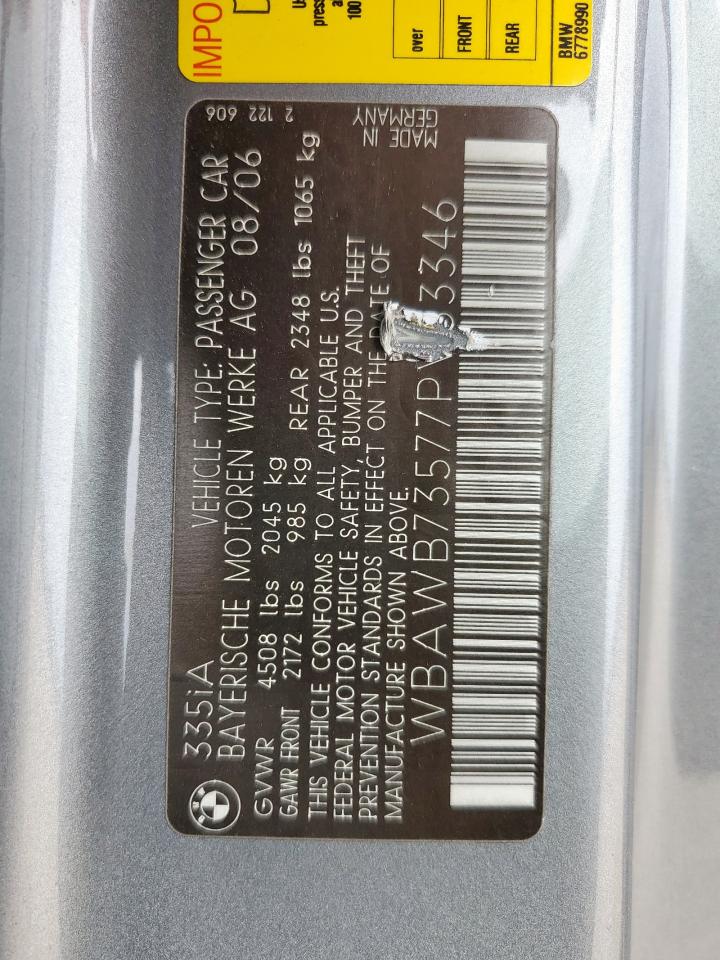 IMPO
over
FRONT
REAR
BMW
6778990
335iA VEHICLE TYPE: PASSENGER CAR 2 122 606
BAYERISCHE MOTOREN WERKE AG 08/06
GVWR 4508 lbs 2045 kg
GAWR FRONT 2172 lbs 985 kg REAR 2348 lbs 1065 kg
THIS VEHICLE CONFORMS TO ALL APPLICABLE U.S.
FEDERAL MOTOR VEHICLE SAFETY, BUMPER AND THEFT
PREVENTION STANDARDS IN EFFECT ON THE DATE OF
MANUFACTURE SHOWN ABOVE.
MADE IN
GERMANY
WBAWB73577P 3346